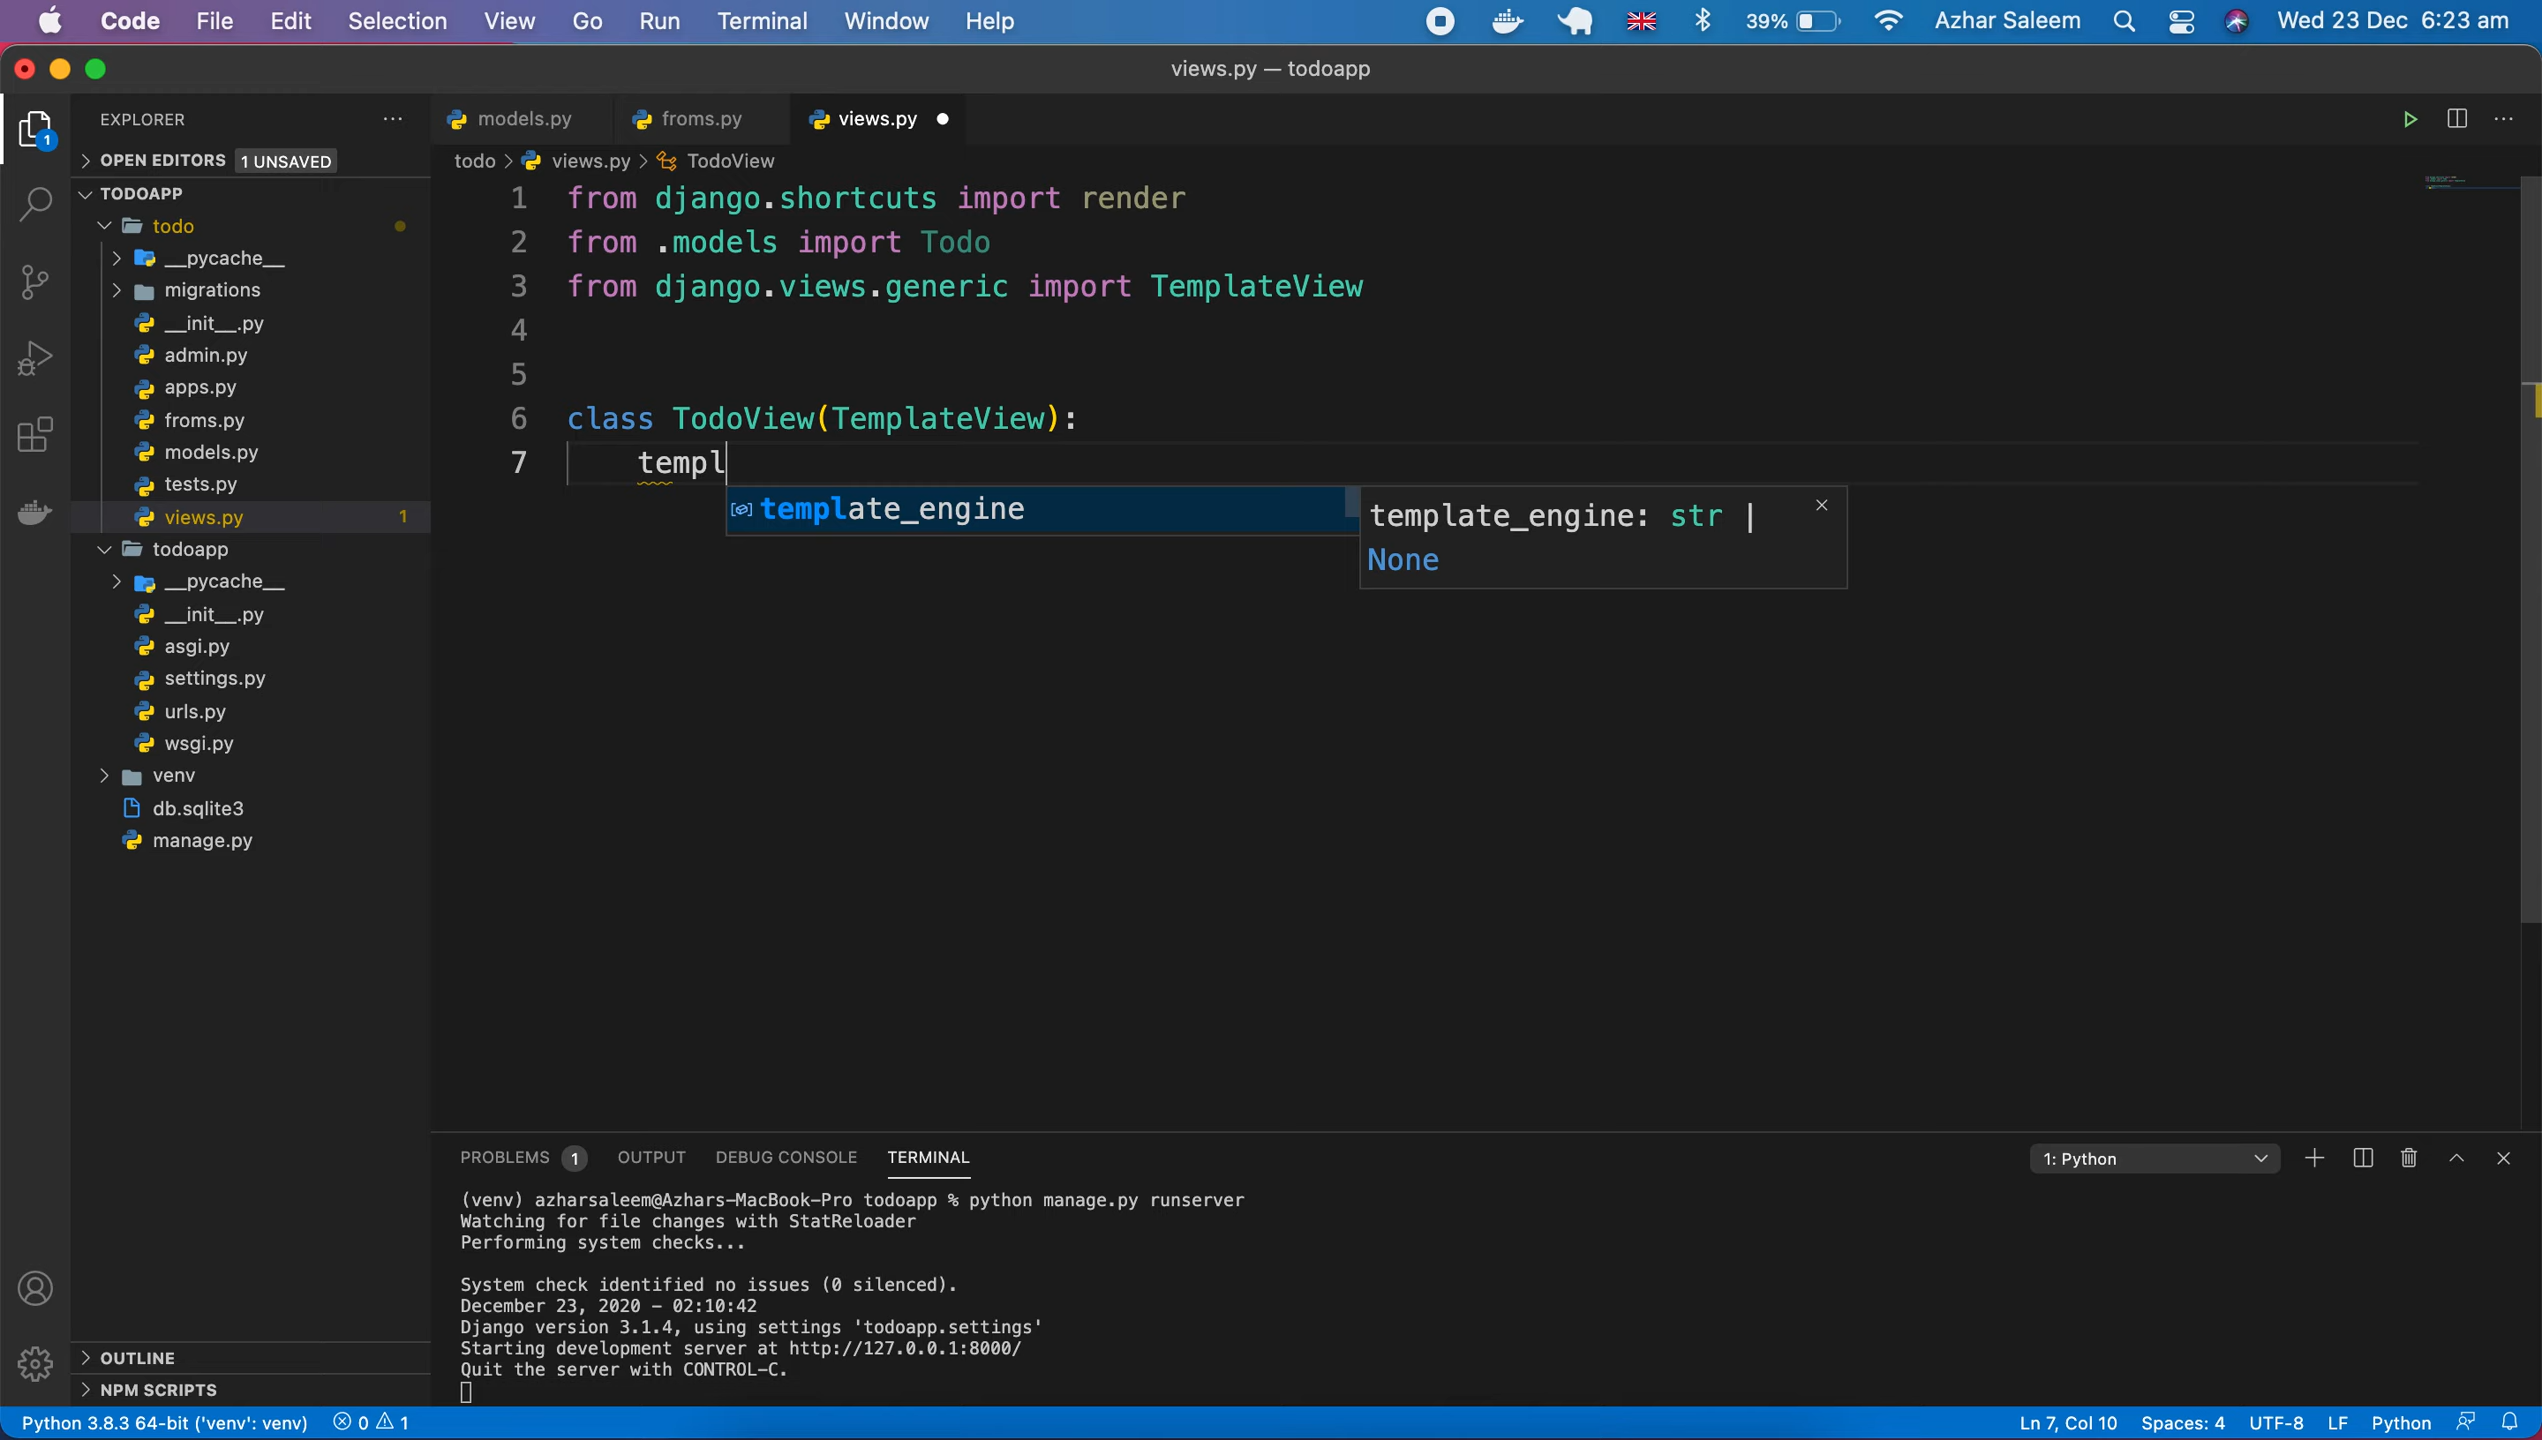 Code File Edit Selection View Go Run Terminal Window Help 39% Azhar Saleem Wed 23 Dec 6:23 am
views.py — todoapp
EXPLORER
1
OPEN EDITORS 1 UNSAVED
TODOAPP
todo
__pycache__
migrations
__init__.py
admin.py
apps.py
froms.py
models.py
tests.py
views.py 1
todoapp
__pycache__
__init__.py
asgi.py
settings.py
urls.py
wsgi.py
venv
db.sqlite3
manage.py
OUTLINE
NPM SCRIPTS
models.py froms.py views.py
todo > views.py > TodoView
1 from django.shortcuts import render
2 from .models import Todo
3 from django.views.generic import TemplateView
4
5
6 class TodoView(TemplateView):
7 templ
template_engine
template_engine: str |
None
PROBLEMS 1 OUTPUT DEBUG CONSOLE TERMINAL 1: Python
(venv) azharsaleem@Azhars-MacBook-Pro todoapp % python manage.py runserver
Watching for file changes with StatReloader
Performing system checks...
System check identified no issues (0 silenced).
December 23, 2020 - 02:10:42
Django version 3.1.4, using settings 'todoapp.settings'
Starting development server at http://127.0.0.1:8000/
Quit the server with CONTROL-C.
Python 3.8.3 64-bit ('venv': venv) 0 1 Ln 7, Col 10 Spaces: 4 UTF-8 LF Python